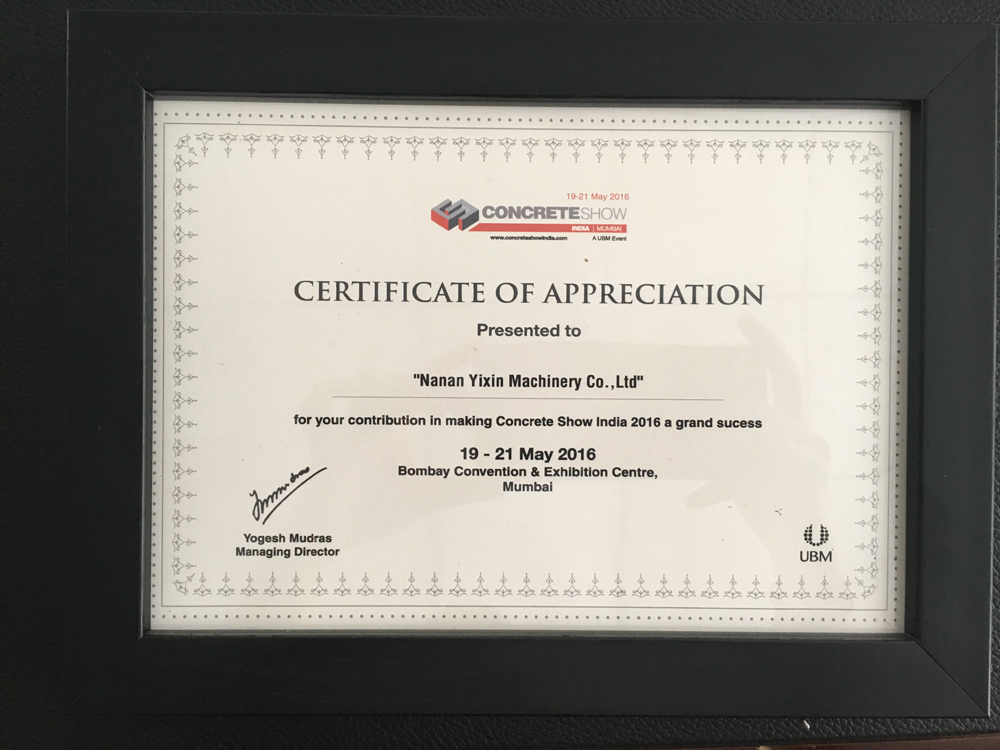 19-21 May 2016
CONCRETESHOW
INDIA | MUMBAI
www.concreteshowindia.com A UBM Event
CERTIFICATE OF APPRECIATION
Presented to
"Nanan Yixin Machinery Co.,Ltd"
for your contribution in making Concrete Show India 2016 a grand sucess
19 - 21 May 2016
Bombay Convention & Exhibition Centre,
Mumbai
Yogesh Mudras
Managing Director
UBM